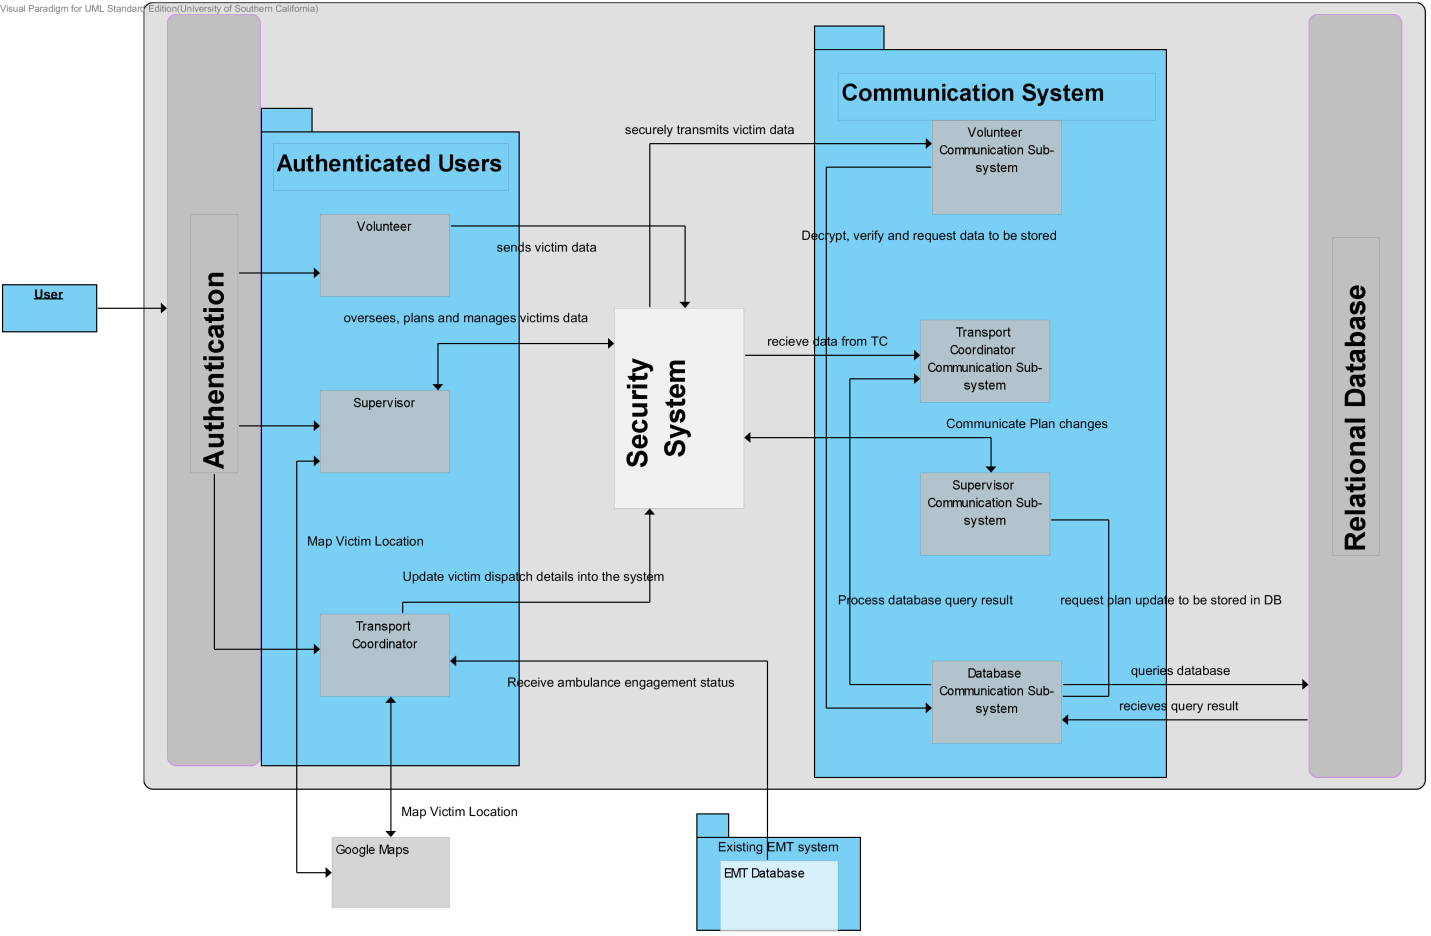 Visual Paradigm for UML Standard Edition(University of Southern California)
Communication System
Volunteer
Communication Sub-
system
securely transmits victim data
Authenticated Users
Volunteer
sends victim data
Decrypt, verify and request data to be stored
User
Authentication
oversees, plans and manages victims data
Security
System
recieve data from TC
Transport
Coordinator
Communication Sub-
system
Relational Database
Supervisor
Communicate Plan changes
Supervisor
Communication Sub-
system
Map Victim Location
Update victim dispatch details into the system
Process database query result
request plan update to be stored in DB
Transport
Coordinator
Receive ambulance engagement status
Database
Communication Sub-
system
queries database
recieves query result
Map Victim Location
Google Maps
Existing EMT system
EMT Database